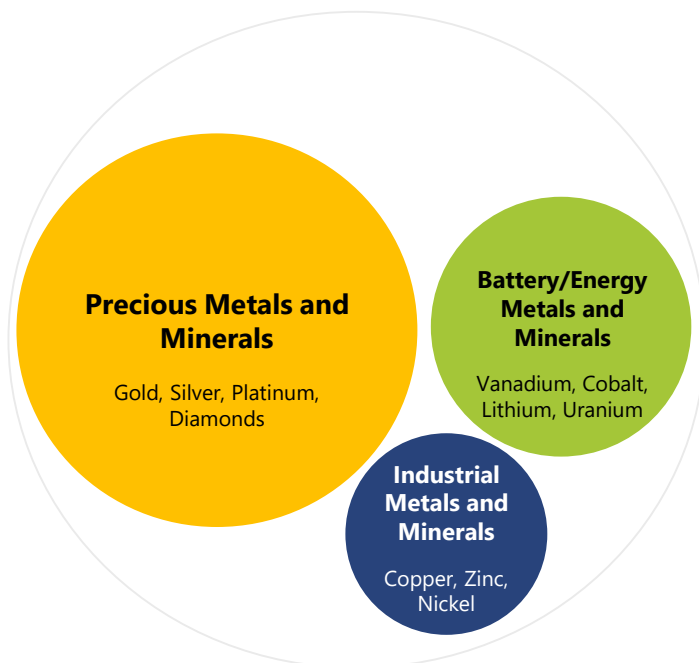 Precious Metals and
Minerals
Gold, Silver, Platinum,
Diamonds
Battery/Energy
Metals and
Minerals
Vanadium, Cobalt,
Lithium, Uranium
Industrial
Metals and
Minerals
Copper, Zinc,
Nickel